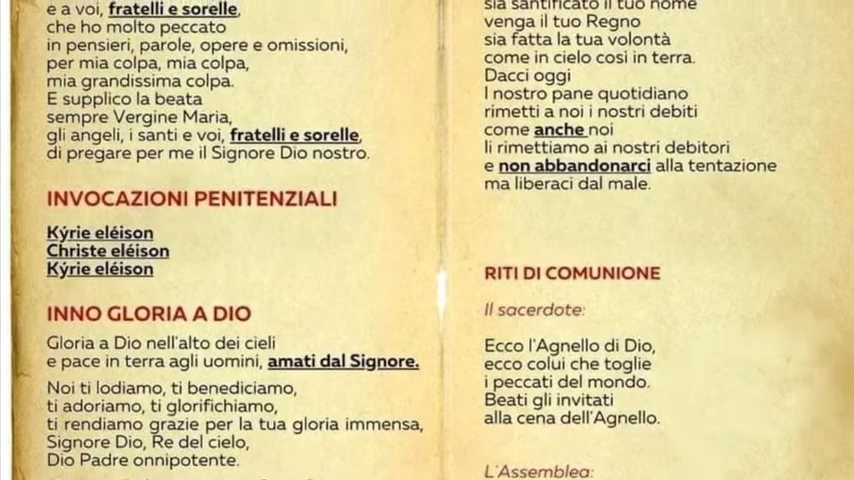 e a voi, fratelli e sorelle,
che ho molto peccato
in pensieri, parole, opere e omissioni,
per mia colpa, mia colpa,
mia grandissima colpa.
E supplico la beata
sempre Vergine Maria,
gli angeli, i santi e voi, fratelli e sorelle,
di pregare per me il Signore Dio nostro.
INVOCAZIONI PENITENZIALI
Kýrie eléison
Christe eléison
Kýrie eléison
INNO GLORIA A DIO
Gloria a Dio nell'alto dei cieli
e pace in terra agli uomini, amati dal Signore.
Noi ti lodiamo, ti benediciamo,
ti adoriamo, ti glorifichiamo,
ti rendiamo grazie per la tua gloria immensa,
Signore Dio, Re del cielo,
Dio Padre onnipotente.
sia santificato il tuo nome
venga il tuo Regno
sia fatta la tua volontà
come in cielo così in terra.
Dacci oggi
l nostro pane quotidiano
rimetti a noi i nostri debiti
come anche noi
li rimettiamo ai nostri debitori
e non abbandonarci alla tentazione
ma liberaci dal male.
RITI DI COMUNIONE
Il sacerdote:
Ecco l'Agnello di Dio,
ecco colui che toglie
i peccati del mondo.
Beati gli invitati
alla cena dell'Agnello.
L'Assemblea: